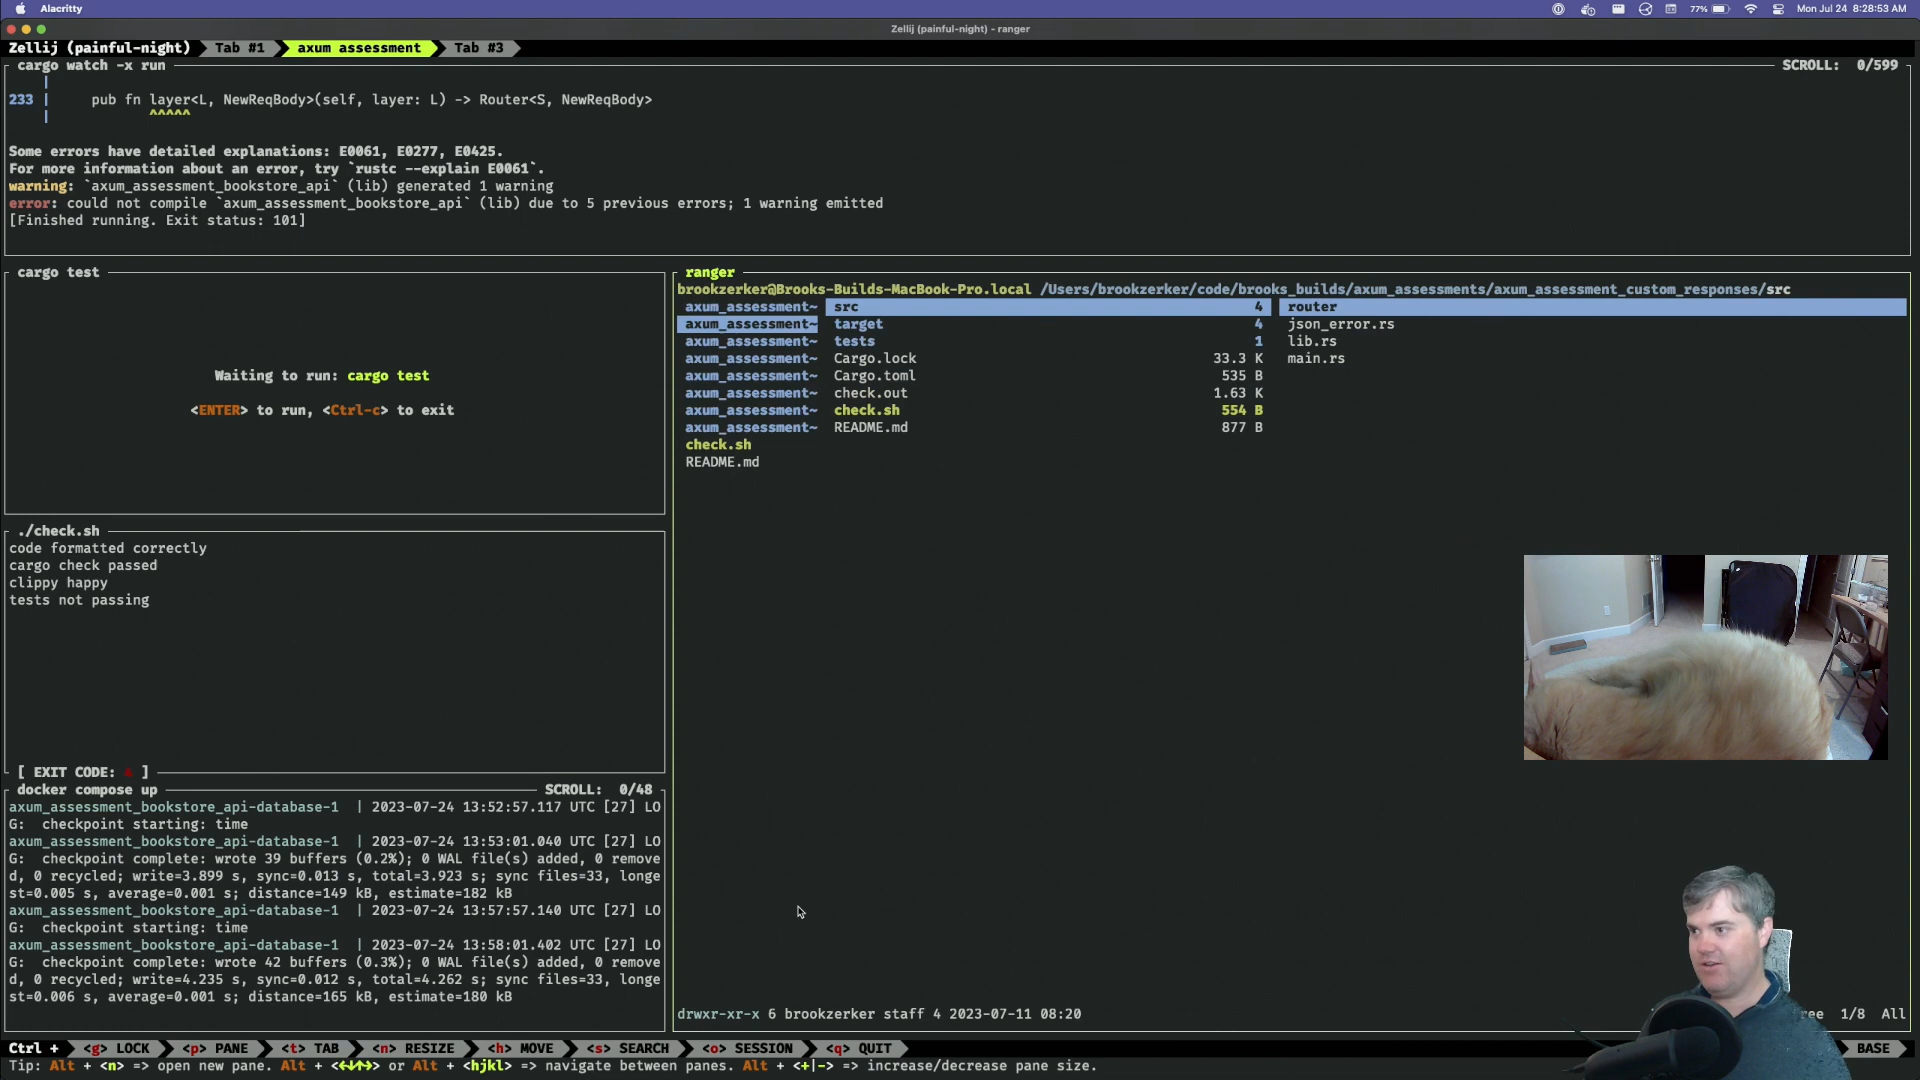 Alacritty
77%
Mon Jul 24 8:28:53 AM
Zellij (painful-night) - ranger
Zellij (painful-night) Tab #1 axum assessment Tab #3
cargo watch -x run SCROLL: 0/599
|
233 | pub fn layer<L, NewReqBody>(self, layer: L) -> Router<S, NewReqBody>
| ^^^^^
Some errors have detailed explanations: E0061, E0277, E0425.
For more information about an error, try `rustc --explain E0061`.
warning: `axum_assessment_bookstore_api` (lib) generated 1 warning
error: could not compile `axum_assessment_bookstore_api` (lib) due to 5 previous errors; 1 warning emitted
[Finished running. Exit status: 101]
cargo test
Waiting to run: cargo test
<ENTER> to run, <Ctrl-c> to exit
./check.sh
code formatted correctly
cargo check passed
clippy happy
tests not passing
[ EXIT CODE: ]
docker compose up SCROLL: 0/48
axum_assessment_bookstore_api-database-1 | 2023-07-24 13:52:57.117 UTC [27] LO
G: checkpoint starting: time
axum_assessment_bookstore_api-database-1 | 2023-07-24 13:53:01.040 UTC [27] LO
G: checkpoint complete: wrote 39 buffers (0.2%); 0 WAL file(s) added, 0 remove
d, 0 recycled; write=3.899 s, sync=0.013 s, total=3.923 s; sync files=33, longe
st=0.005 s, average=0.001 s; distance=149 kB, estimate=182 kB
axum_assessment_bookstore_api-database-1 | 2023-07-24 13:57:57.140 UTC [27] LO
G: checkpoint starting: time
axum_assessment_bookstore_api-database-1 | 2023-07-24 13:58:01.402 UTC [27] LO
G: checkpoint complete: wrote 42 buffers (0.3%); 0 WAL file(s) added, 0 remove
d, 0 recycled; write=4.235 s, sync=0.012 s, total=4.262 s; sync files=33, longe
st=0.006 s, average=0.001 s; distance=165 kB, estimate=180 kB
ranger
brookzerker@Brooks-Builds-MacBook-Pro.local /Users/brookzerker/code/brooks_builds/axum_assessments/axum_assessment_custom_responses/src
axum_assessment~ src 4 router
axum_assessment~ target 4 json_error.rs
axum_assessment~ tests 1 lib.rs
axum_assessment~ Cargo.lock 33.3 K main.rs
axum_assessment~ Cargo.toml 535 B
axum_assessment~ check.out 1.63 K
axum_assessment~ check.sh 554 B
axum_assessment~ README.md 877 B
check.sh
README.md
drwxr-xr-x 6 brookzerker staff 4 2023-07-11 08:20 ree 1/8 All
Ctrl + <g> LOCK <p> PANE <t> TAB <n> RESIZE <h> MOVE <s> SEARCH <o> SESSION <q> QUIT BASE
Tip: Alt + <n> => open new pane. Alt + <←↓↑→> or Alt + <hjkl> => navigate between panes. Alt + <+|-> => increase/decrease pane size.